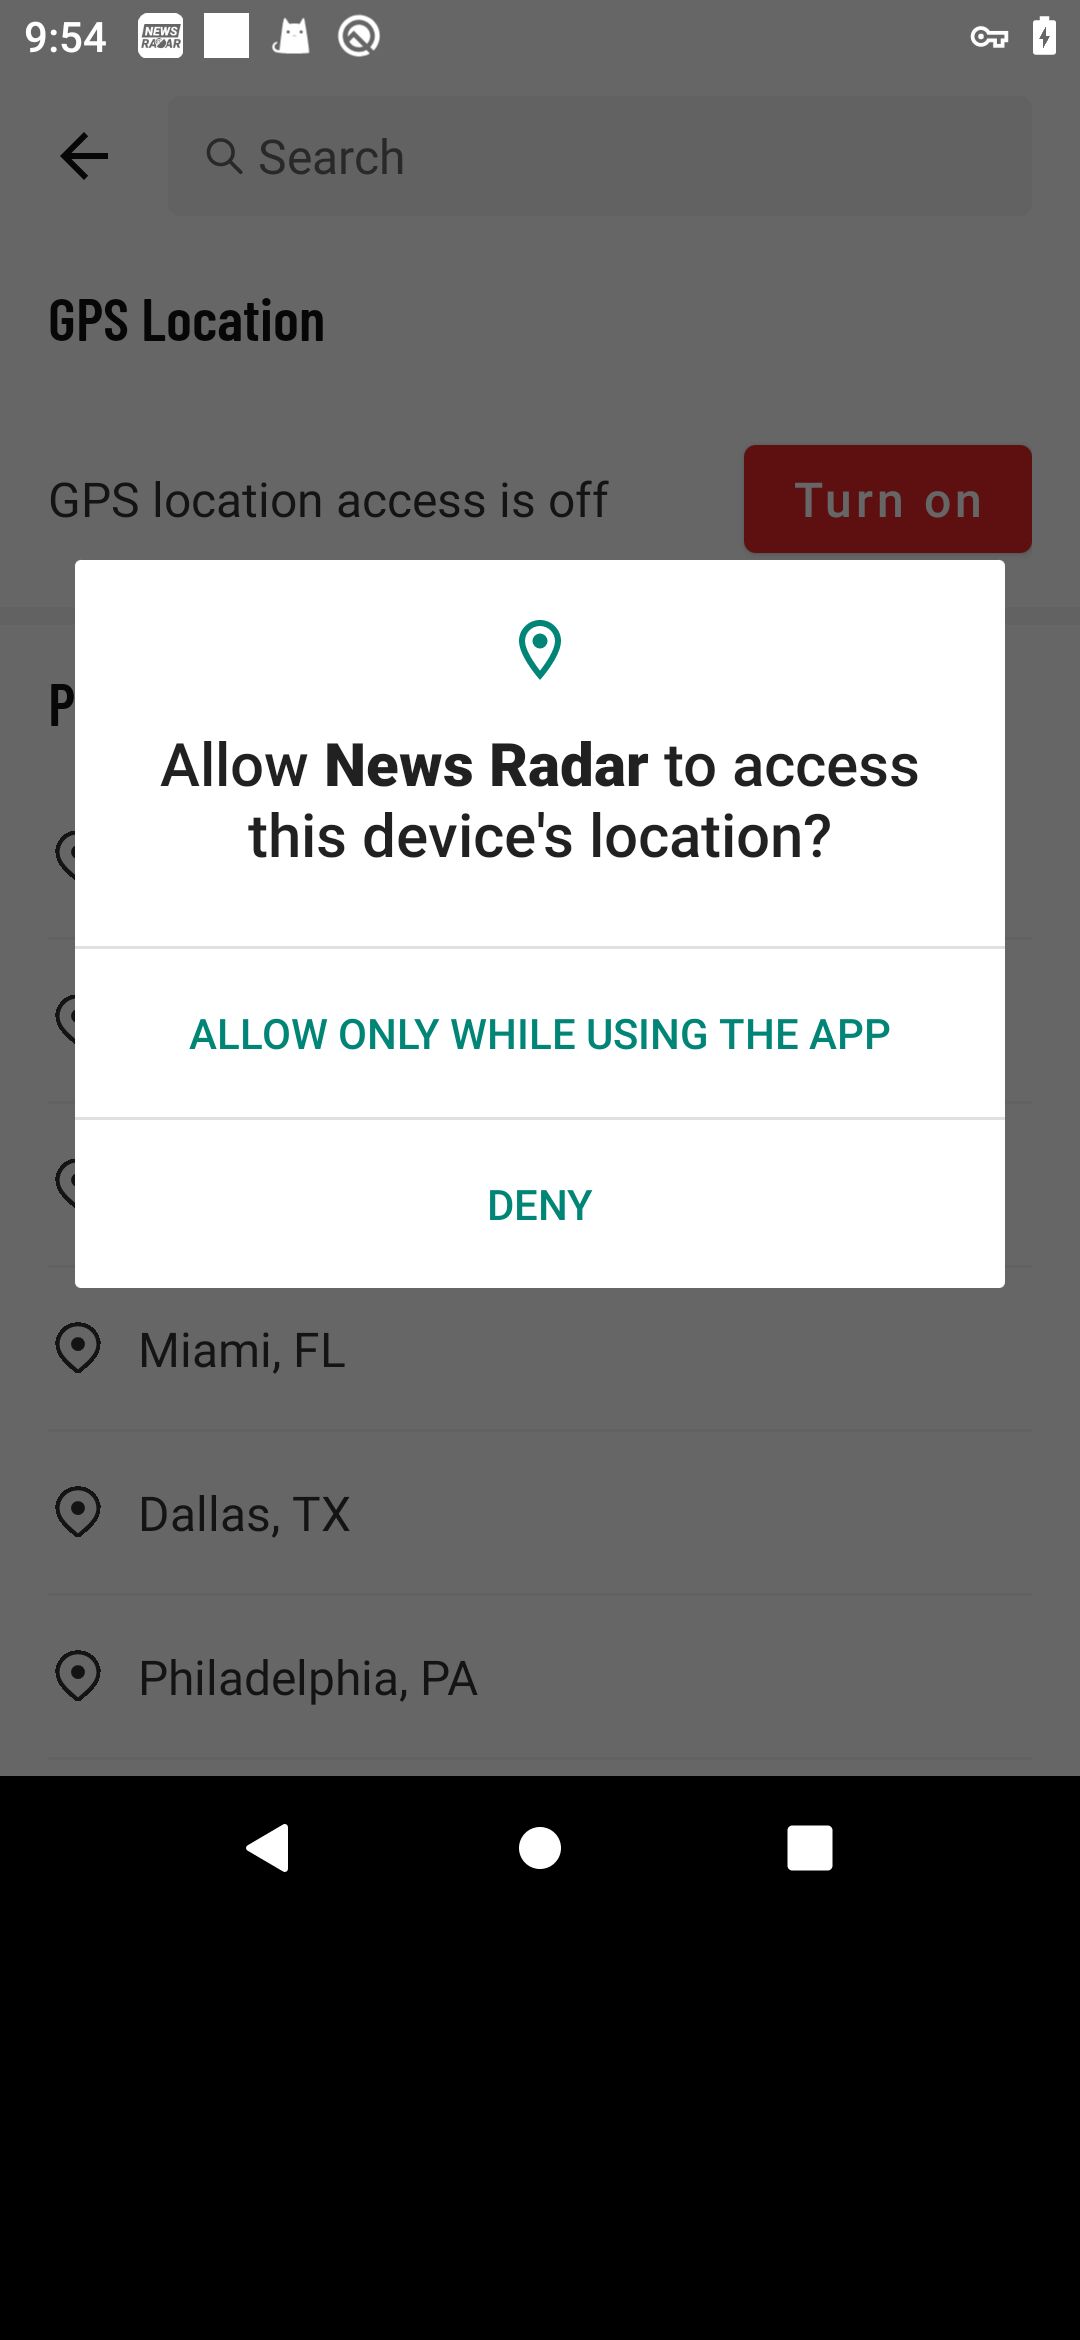 9:54
NEWS
RADAR
Search
GPS Location
GPS location access is off
Turn on
P
Allow News Radar to access
this device's location?
ALLOW ONLY WHILE USING THE APP
DENY
Miami, FL
Dallas, TX
Philadelphia, PA